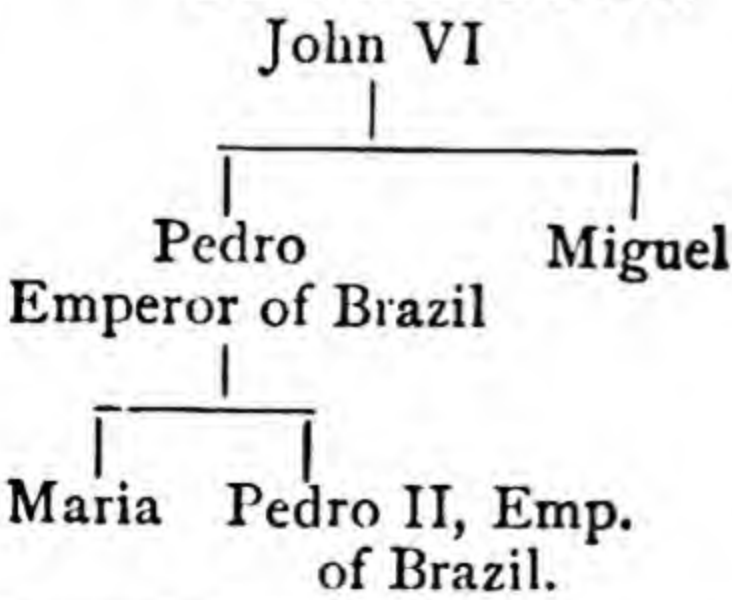 John VI
Pedro Miguel
Emperor of Brazil
Maria Pedro II, Emp.
of Brazil.